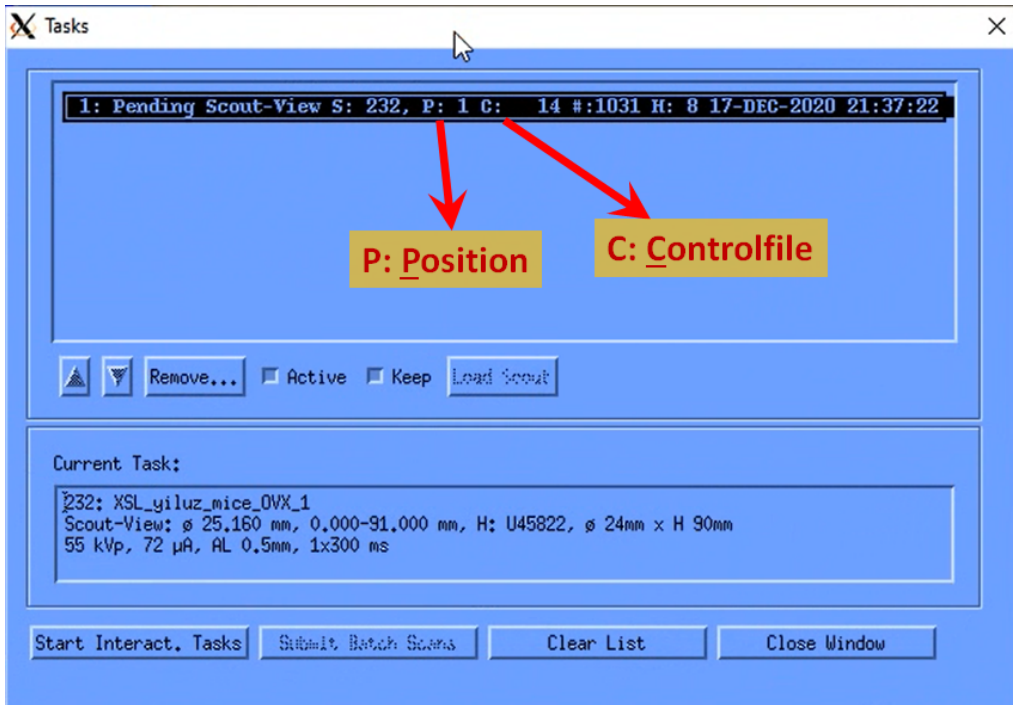 Tasks
1: Pending Scout-View S: 232, P: 1 C: 14 #:1031 H: 8 17-DEC-2020 21:37:22
P: Position
C: Controlfile
Remove... Active Keep Load Scout
Current Task:
232: XSL_yiluz_mice_OVX_1
Scout-View: ø 25.160 mm, 0.000-91.000 mm, H: U45822, ø 24mm x H 90mm
55 kVp, 72 µA, AL 0.5mm, 1x300 ms
Start Interact. Tasks Submit Batch Scans Clear List Close Window